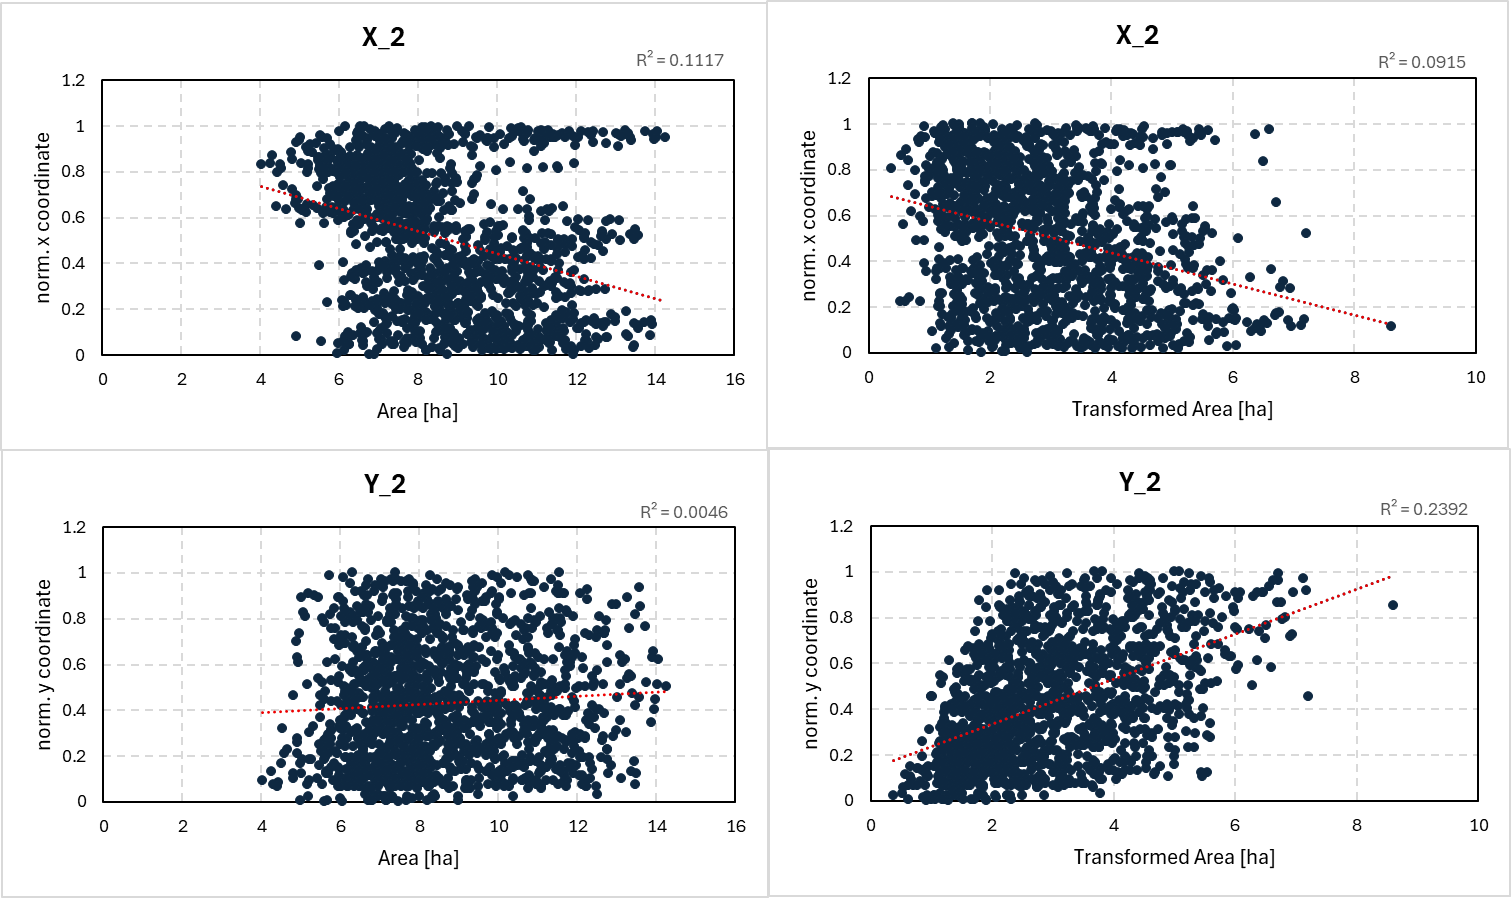 X_2
R² = 0.1117
1.2
1
0.8
0.6
0.4
0.2
0
norm. x coordinate
0 2 4 6 8 10 12 14 16
Area [ha]
X_2
R² = 0.0915
1.2
1
0.8
0.6
0.4
0.2
0
norm. x coordinate
0 2 4 6 8 10
Transformed Area [ha]
Y_2
R² = 0.0046
1.2
1
0.8
0.6
0.4
0.2
0
norm. y coordinate
0 2 4 6 8 10 12 14 16
Area [ha]
Y_2
R² = 0.2392
1.2
1
0.8
0.6
0.4
0.2
0
norm. y coordinate
0 2 4 6 8 10
Transformed Area [ha]